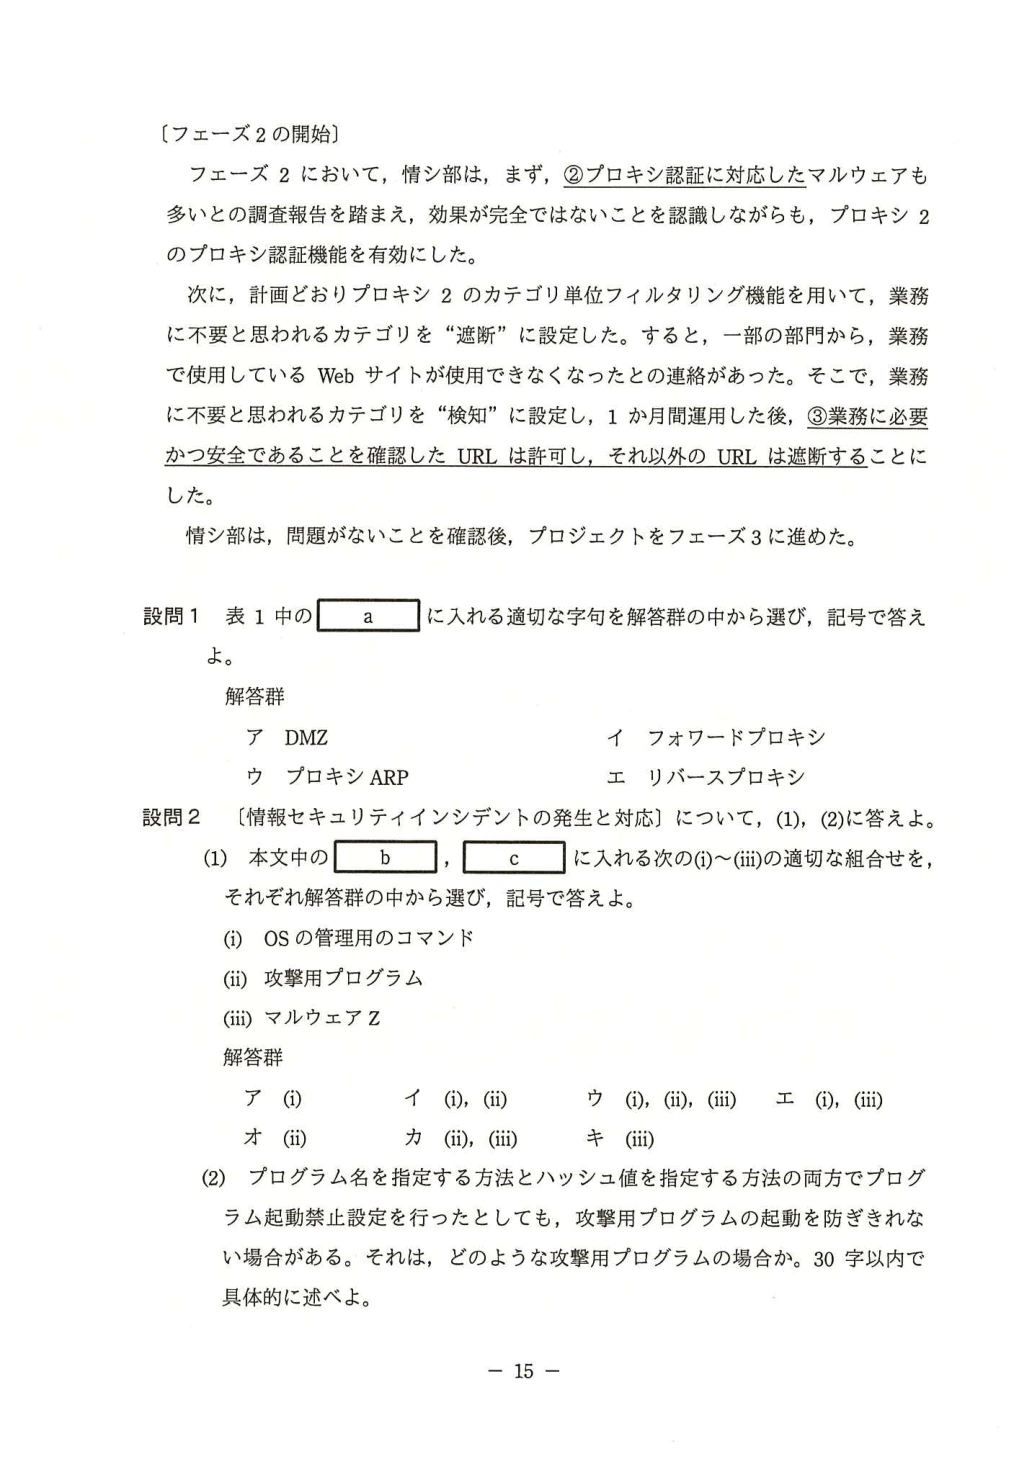 〔フェーズ 2 の開始〕
フェーズ 2 において，情シ部は，まず，②プロキシ認証に対応したマルウェアも
多いとの調査報告を踏まえ，効果が完全ではないことを認識しながらも，プロキシ 2
のプロキシ認証機能を有効にした。
次に，計画どおりプロキシ 2 のカテゴリ単位フィルタリング機能を用いて，業務
に不要と思われるカテゴリを“遮断”に設定した。すると，一部の部門から，業務
で使用している Web サイトが使用できなくなったとの連絡があった。そこで，業務
に不要と思われるカテゴリを“検知”に設定し，1 か月間運用した後，③業務に必要
かつ安全であることを確認した URL は許可し，それ以外の URL は遮断することに
した。
情シ部は，問題がないことを確認後，プロジェクトをフェーズ 3 に進めた。
設問 1 表 1 中の a に入れる適切な字句を解答群の中から選び，記号で答え
よ。
解答群
ア DMZ イ フォワードプロキシ
ウ プロキシ ARP エ リバースプロキシ
設問 2 〔情報セキュリティインシデントの発生と対応〕について，(1)，(2)に答えよ。
(1) 本文中の b ， c に入れる次の(i)～(iii)の適切な組合せを，
それぞれ解答群の中から選び，記号で答えよ。
(i) OS の管理用のコマンド
(ii) 攻撃用プログラム
(iii) マルウェア Z
解答群
ア (i) イ (i)，(ii) ウ (i)，(ii)，(iii) エ (i)，(iii)
オ (ii) カ (ii)，(iii) キ (iii)
(2) プログラム名を指定する方法とハッシュ値を指定する方法の両方でプログ
ラム起動禁止設定を行ったとしても，攻撃用プログラムの起動を防ぎきれな
い場合がある。それは，どのような攻撃用プログラムの場合か。30 字以内で
具体的に述べよ。
－ 15 －